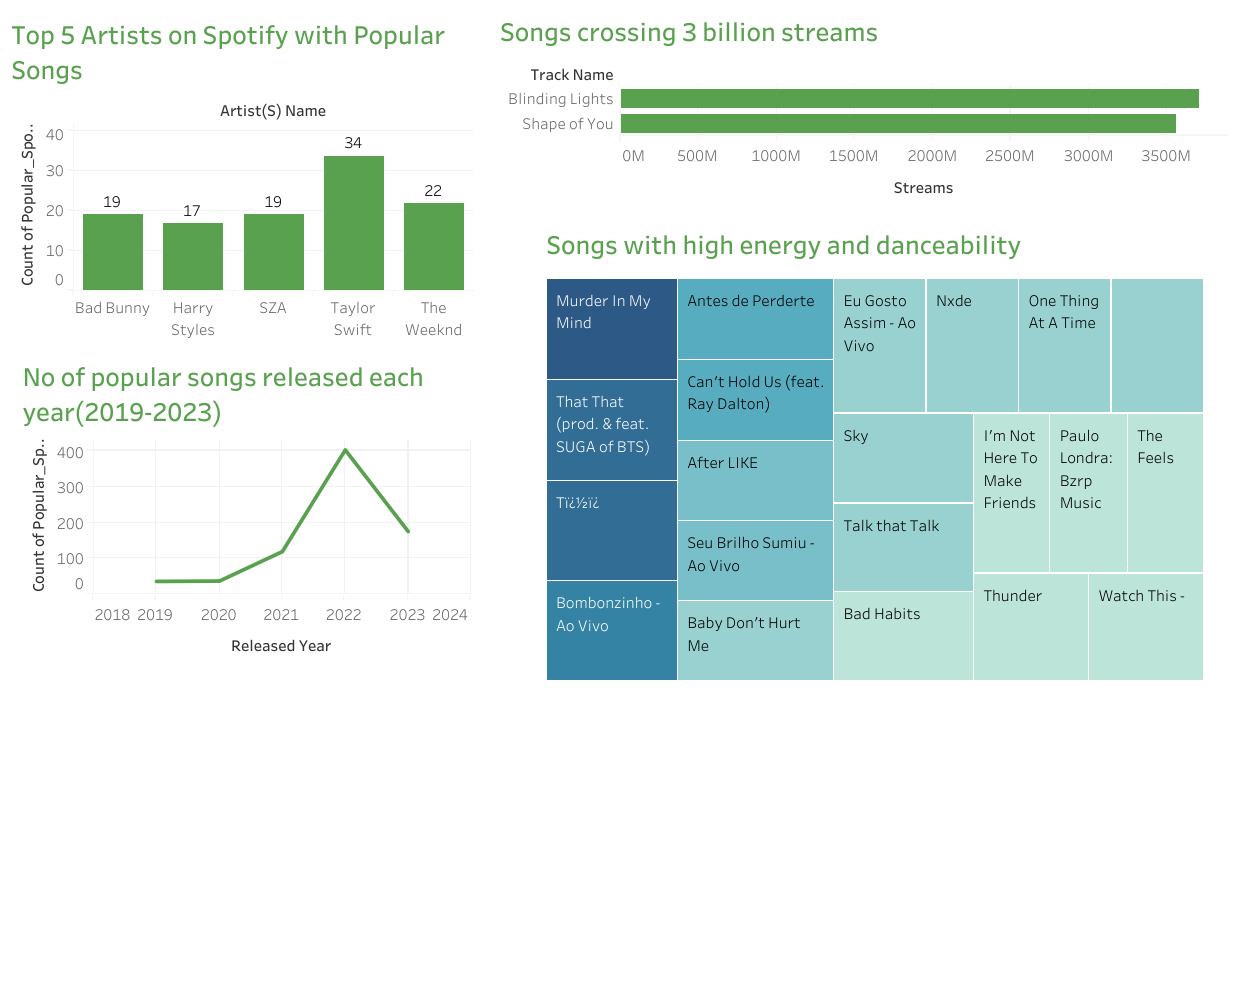 Top 5 Artists on Spotify with Popular
Songs
Artist(S) Name
Count of Popular_Spo..
40
30
20
10
0
19
17
19
34
22
Bad Bunny
Harry
Styles
SZA
Taylor
Swift
The
Weeknd
No of popular songs released each
year(2019-2023)
Count of Popular_Sp..
400
300
200
100
0
2018 2019 2020 2021 2022 2023 2024
Released Year
Songs crossing 3 billion streams
Track Name
Blinding Lights
Shape of You
0M 500M 1000M 1500M 2000M 2500M 3000M 3500M
Streams
Songs with high energy and danceability
Murder In My
Mind
That That
(prod. & feat.
SUGA of BTS)
Tï¿½ï¿
Bombonzinho -
Ao Vivo
Antes de Perderte
Can't Hold Us (feat.
Ray Dalton)
After LIKE
Seu Brilho Sumiu -
Ao Vivo
Baby Don't Hurt
Me
Eu Gosto
Assim - Ao
Vivo
Nxde
One Thing
At A Time
Sky
Talk that Talk
Bad Habits
I'm Not
Here To
Make
Friends
Paulo
Londra:
Bzrp
Music
The
Feels
Thunder
Watch This -